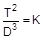 T²/D³ = K